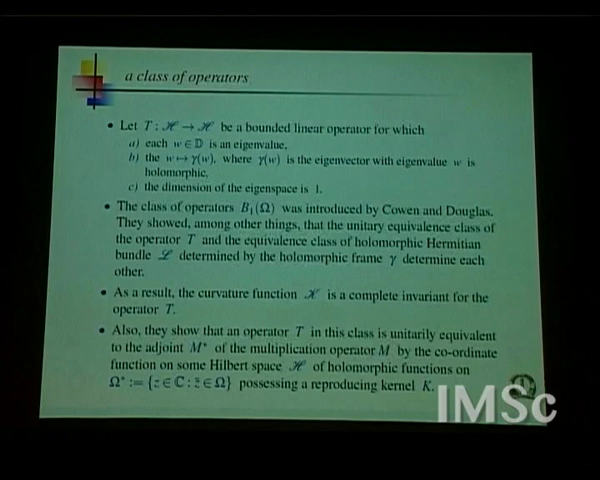 a class of operators
• Let T : ℋ → ℋ be a bounded linear operator for which
a) each w ∈ 𝔻 is an eigenvalue,
b) the w ↦ γ(w), where γ(w) is the eigenvector with eigenvalue w is
holomorphic,
c) the dimension of the eigenspace is 1.
• The class of operators B₁(Ω) was introduced by Cowen and Douglas.
They showed, among other things, that the unitary equivalence class of
the operator T and the equivalence class of holomorphic Hermitian
bundle ℒ determined by the holomorphic frame γ determine each
other.
• As a result, the curvature function 𝒦 is a complete invariant for the
operator T.
• Also, they show that an operator T in this class is unitarily equivalent
to the adjoint M* of the multiplication operator M by the co-ordinate
function on some Hilbert space ℋ of holomorphic functions on
Ω* := {z ∈ ℂ : z̄ ∈ Ω} possessing a reproducing kernel K.
IMSc